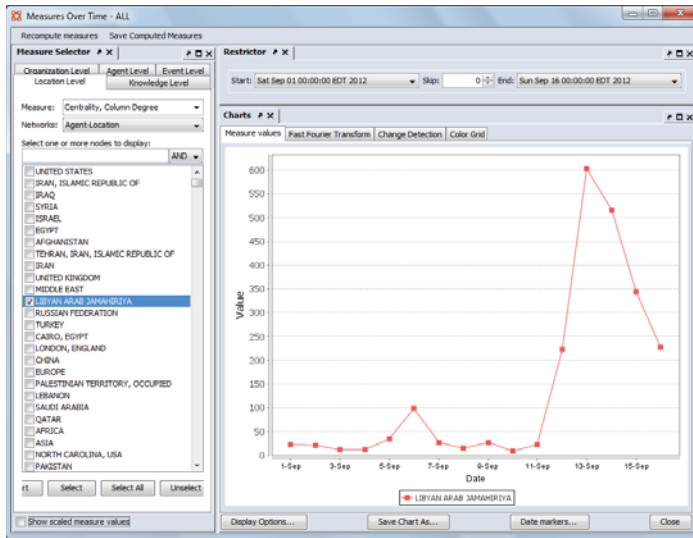 Measures Over Time - ALL
Recompute measures Save Computed Measures
Measure Selector
Organization Level Agent Level Event Level
Location Level Knowledge Level
Measure: Centrality, Column Degree
Networks: Agent-Location
Select one or more nodes to display:
AND
UNITED STATES
IRAN, ISLAMIC REPUBLIC OF
IRAQ
SYRIA
ISRAEL
EGYPT
AFGHANISTAN
TEHRAN, IRAN, ISLAMIC REPUBLIC OF
IRAN
UNITED KINGDOM
MIDDLE EAST
LIBYAN ARAB JAMAHIRIYA
RUSSIAN FEDERATION
TURKEY
CAIRO, EGYPT
LONDON, ENGLAND
CHINA
EUROPE
PALESTINIAN TERRITORY, OCCUPIED
LEBANON
SAUDI ARABIA
QATAR
AFRICA
ASIA
NORTH CAROLINA, USA
PAKISTAN
rt Select Select All Unselect
Show scaled measure values
Restrictor
Start: Sat Sep 01 00:00:00 EDT 2012 Skip: 0 End: Sun Sep 16 00:00:00 EDT 2012
Charts
Measure values Fast Fourier Transform Change Detection Color Grid
600
550
500
450
400
350
300
250
200
150
100
50
0
Value
1-Sep 3-Sep 5-Sep 7-Sep 9-Sep 11-Sep 13-Sep 15-Sep
Date
LIBYAN ARAB JAMAHIRIYA
Display Options... Save Chart As... Date markers... Close